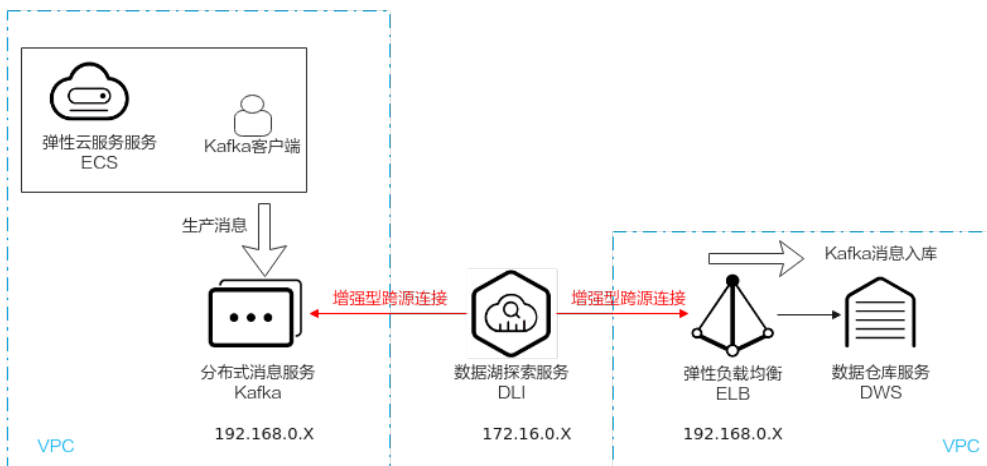 弹性云服务服务
ECS
Kafka客户端
生产消息
Kafka消息入库
增强型跨源连接
增强型跨源连接
分布式消息服务
Kafka
数据湖探索服务
DLI
弹性负载均衡
ELB
数据仓库服务
DWS
192.168.0.X
172.16.0.X
192.168.0.X
VPC
VPC